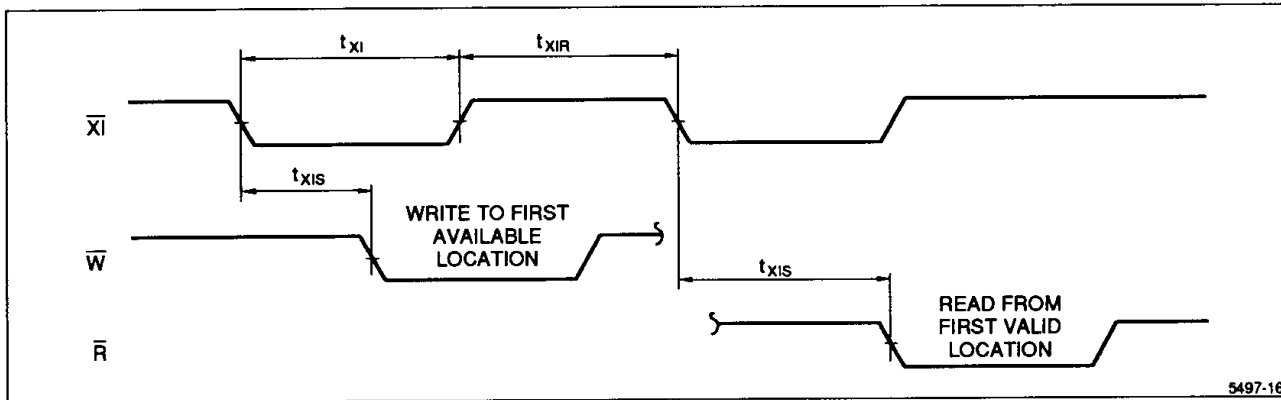 tXI
tXIR
XI
tXIS
WRITE TO FIRST
AVAILABLE
LOCATION
W
tXIS
READ FROM
FIRST VALID
LOCATION
R
5497-16